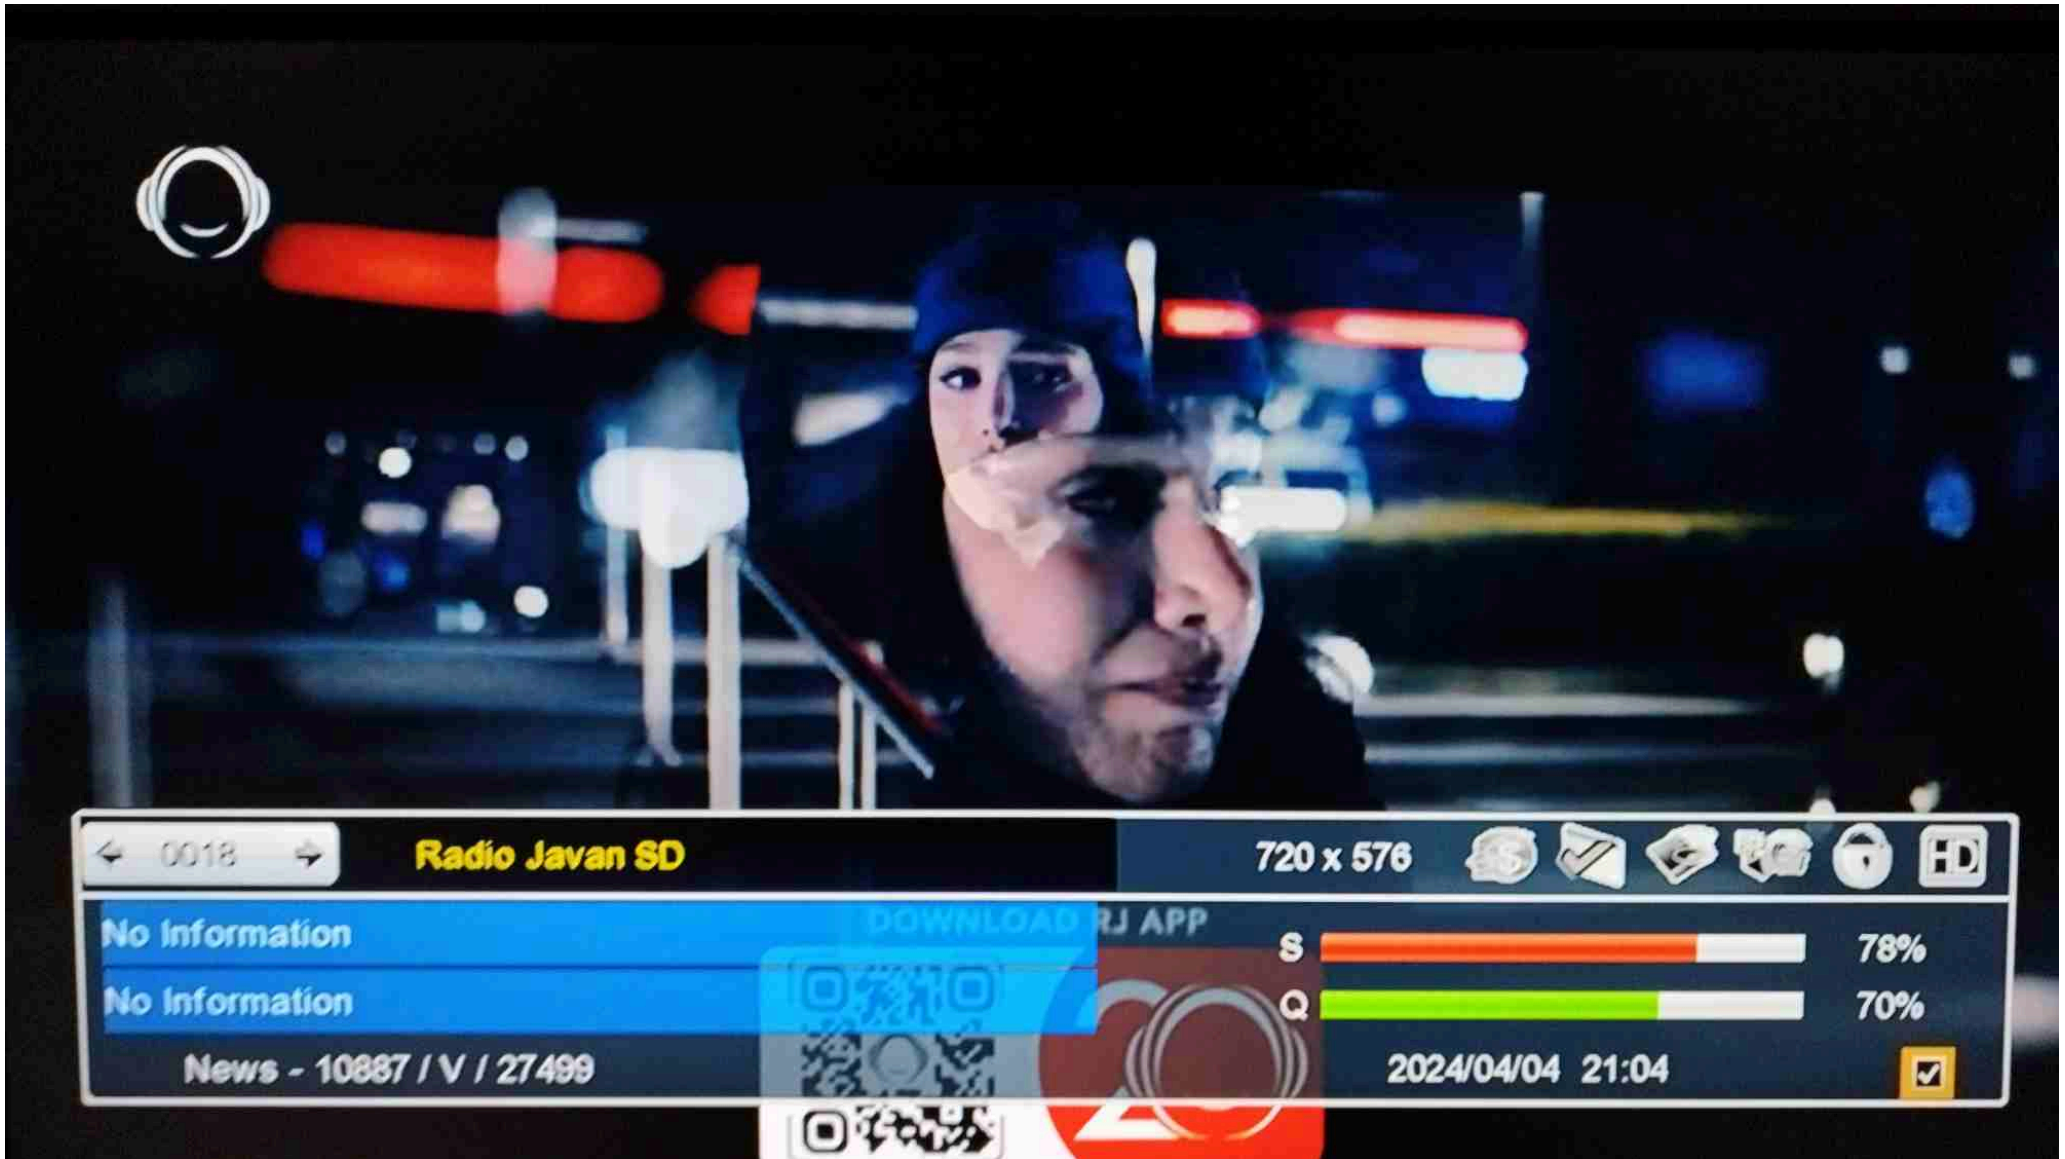 0018
Radio Javan SD
720 x 576
HD
No Information
DOWNLOAD RJ APP
S 78%
No Information
Q 70%
News - 10887 / V / 27499
2024/04/04 21:04
20